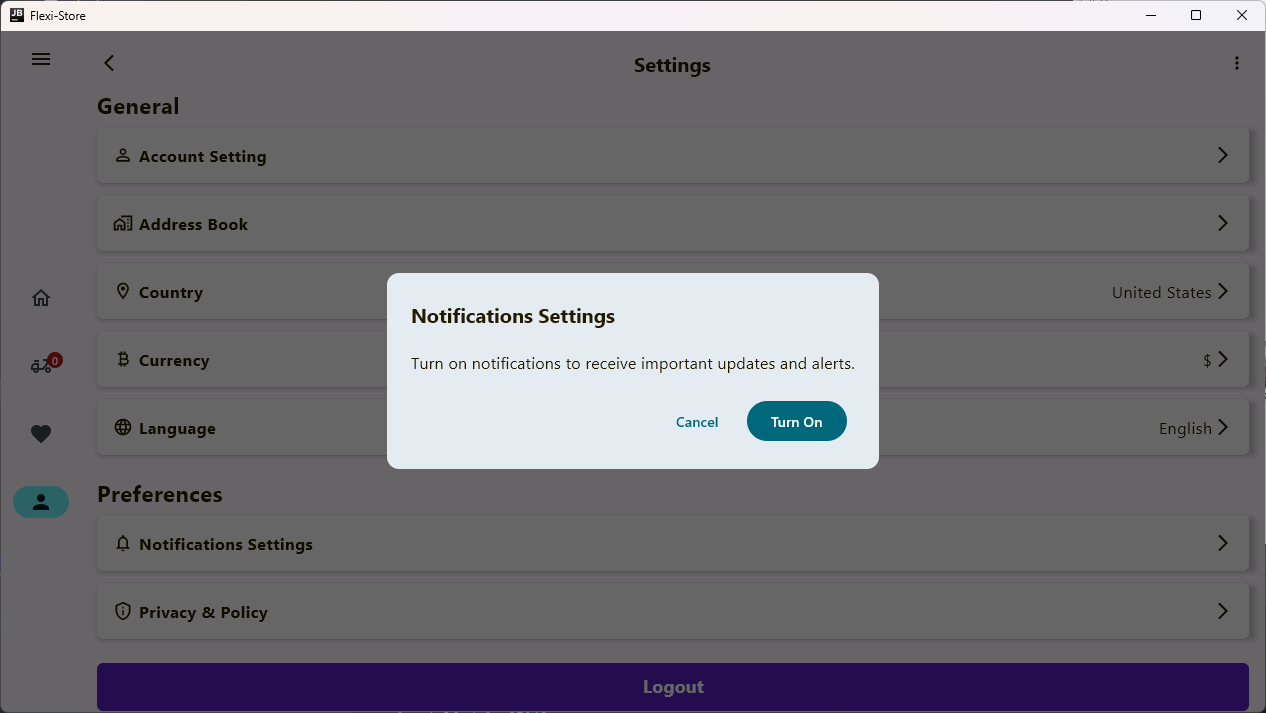 JB Flexi-Store
Settings
General
Account Setting
Address Book
Country United States
Currency $
0
Language English
Notifications Settings
Turn on notifications to receive important updates and alerts.
Cancel Turn On
Preferences
Notifications Settings
Privacy & Policy
Logout